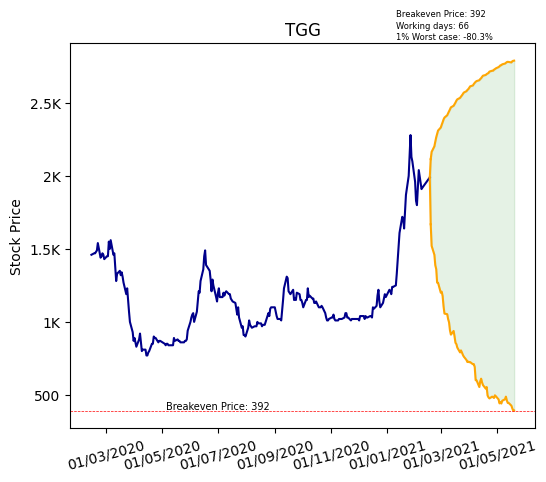 Breakeven Price: 392
Working days: 66
1% Worst case: -80.3%
TGG
Stock Price
2.5K
2K
1.5K
1K
500
Breakeven Price: 392
01/03/2020
01/05/2020
01/07/2020
01/09/2020
01/11/2020
01/01/2021
01/03/2021
01/05/2021